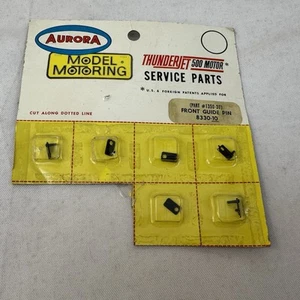 AURORA
MODEL
MOTORING
THUNDERJET 500 MOTOR
SERVICE PARTS
U.S. & FOREIGN PATENTS APPLIED FOR
FRONT GUIDE PIN
8330-10
CUT ALONG DOTTED LINE